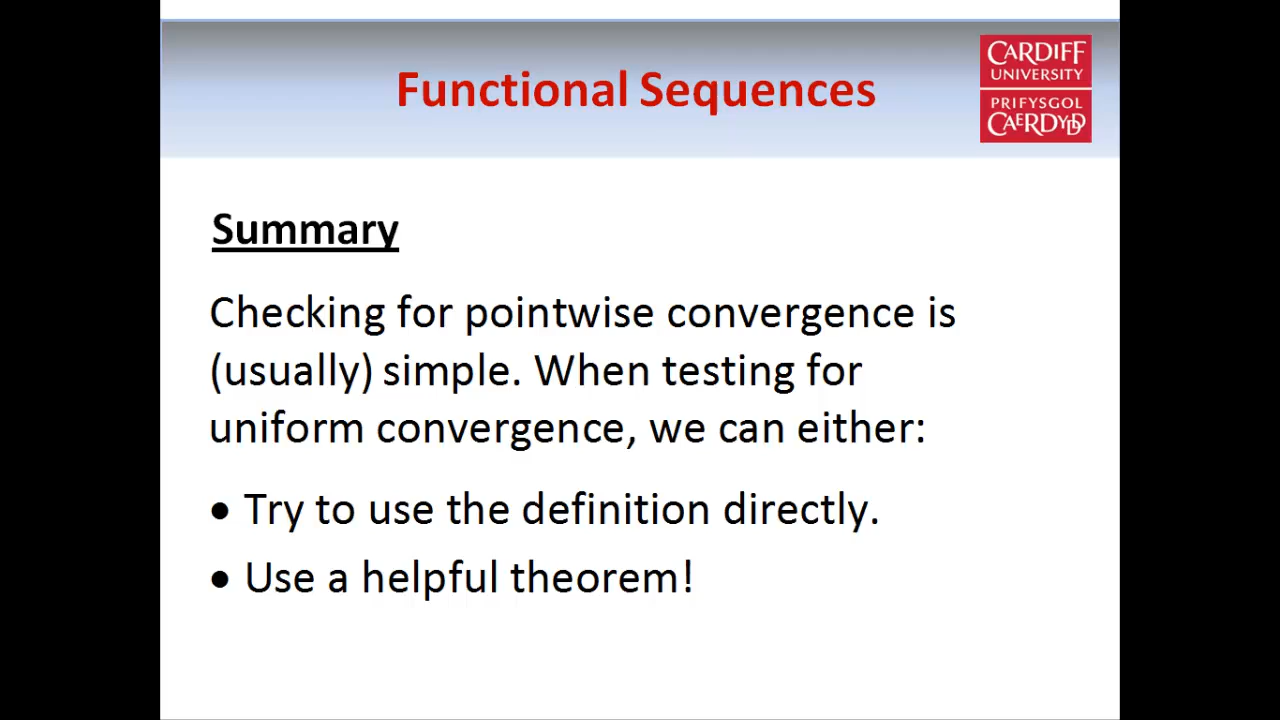 Functional Sequences
CARDIFF
UNIVERSITY
PRIFYSGOL
CAERDYDD
Summary
Checking for pointwise convergence is
(usually) simple. When testing for
uniform convergence, we can either:
• Try to use the definition directly.
• Use a helpful theorem!